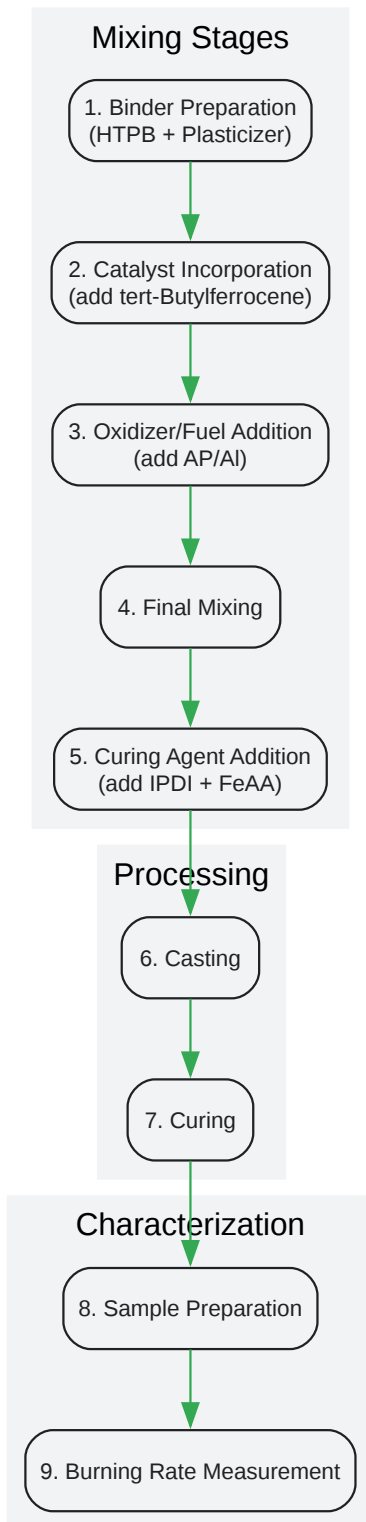 Mixing Stages
1. Binder Preparation
(HTPB + Plasticizer)
2. Catalyst Incorporation
(add tert-Butylferrocene)
3. Oxidizer/Fuel Addition
(add AP/Al)
4. Final Mixing
5. Curing Agent Addition
(add IPDI + FeAA)
Processing
6. Casting
7. Curing
Characterization
8. Sample Preparation
9. Burning Rate Measurement